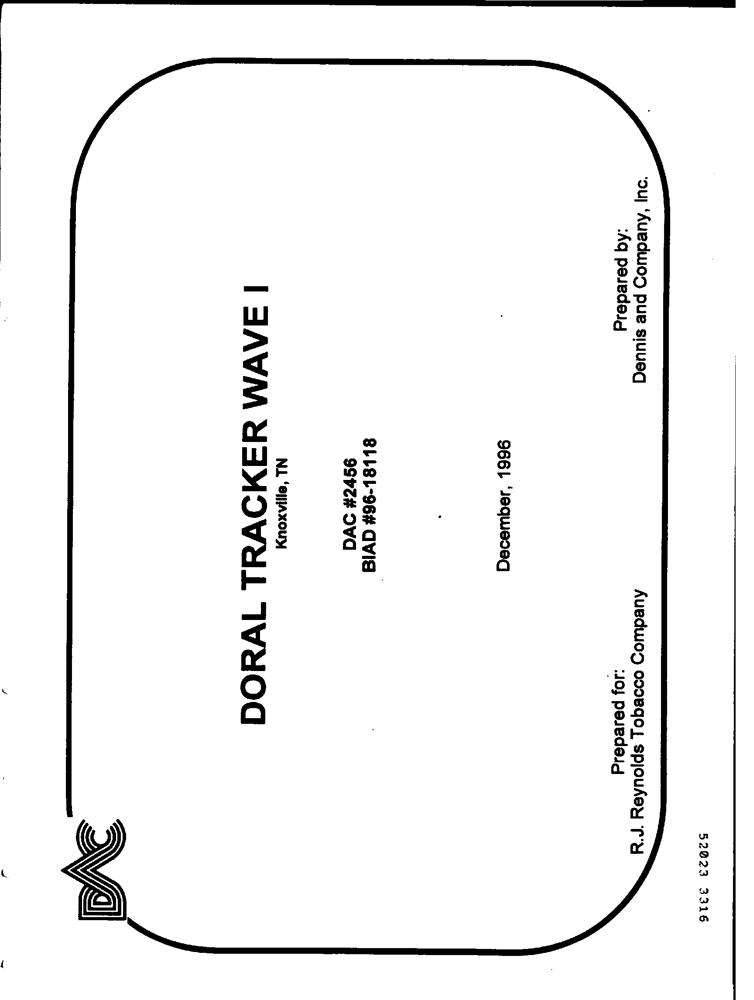 DAC
DORAL TRACKER WAVE I
Knoxville, TN
DAC #2456
BIAD #96-18118
December, 1996
Prepared for:
R.J. Reynolds Tobacco Company
Prepared by:
Dennis and Company, Inc.
52023 3316